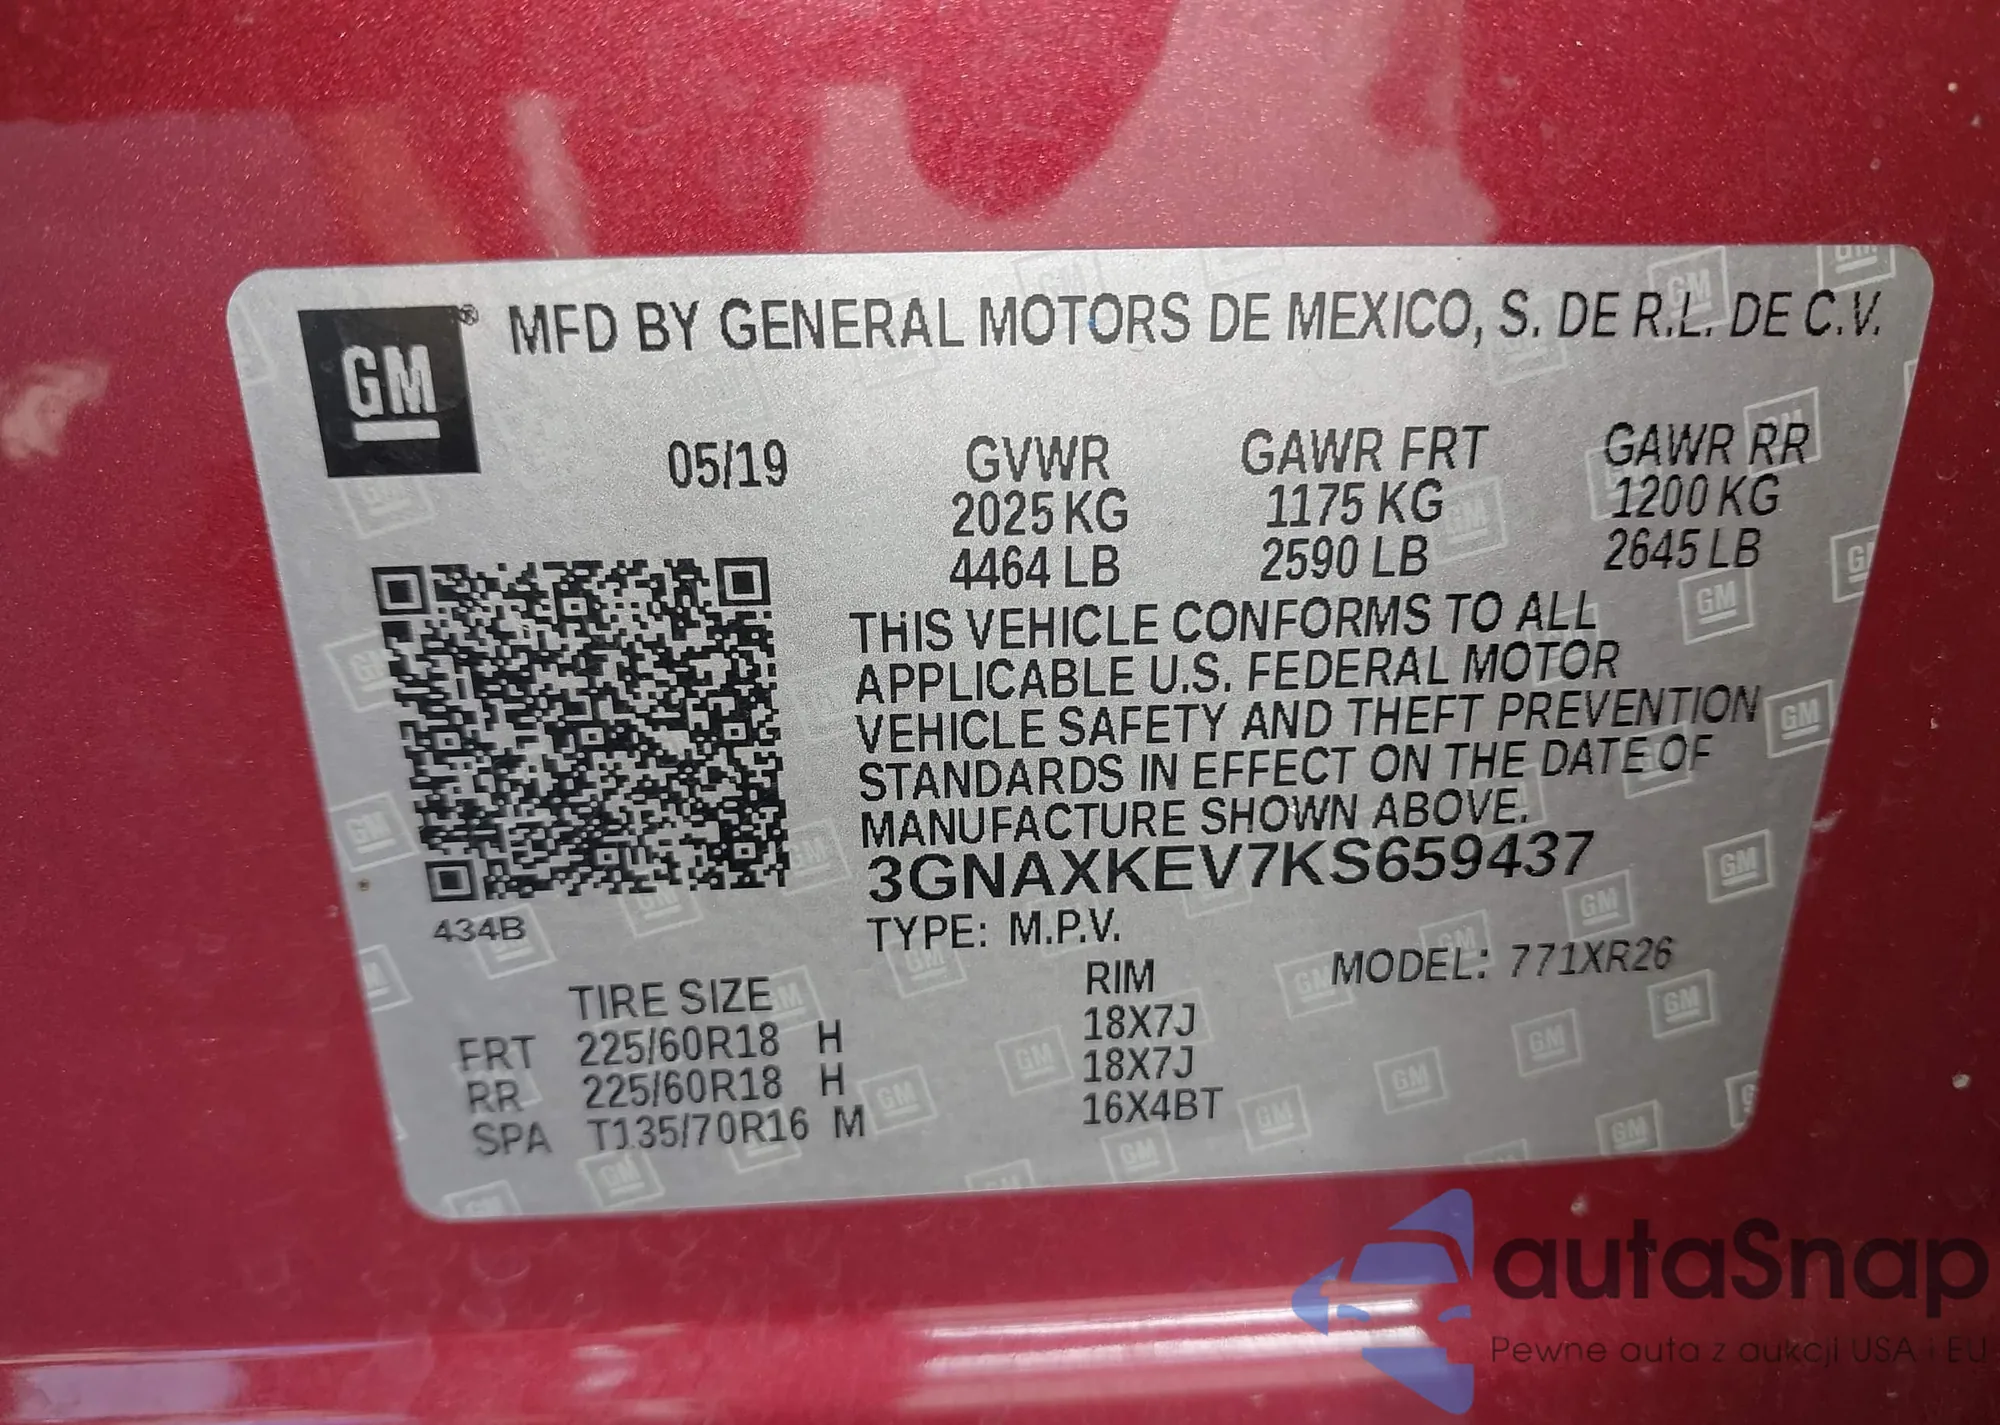 GM ® MFD BY GENERAL MOTORS DE MEXICO, S. DE R.L. DE C.V.
05/19 GVWR GAWR FRT GAWR RR
2025 KG 1175 KG 1200 KG
4464 LB 2590 LB 2645 LB
THIS VEHICLE CONFORMS TO ALL
APPLICABLE U.S. FEDERAL MOTOR
VEHICLE SAFETY AND THEFT PREVENTION
STANDARDS IN EFFECT ON THE DATE OF
MANUFACTURE SHOWN ABOVE.
3GNAXKEV7KS659437
434B TYPE: M.P.V.
TIRE SIZE RIM MODEL: 771XR26
FRT 225/60R18 H 18X7J
RR 225/60R18 H 18X7J
SPA T135/70R16 M 16X4BT
autaSnap
Pewne auta z aukcji USA i EU